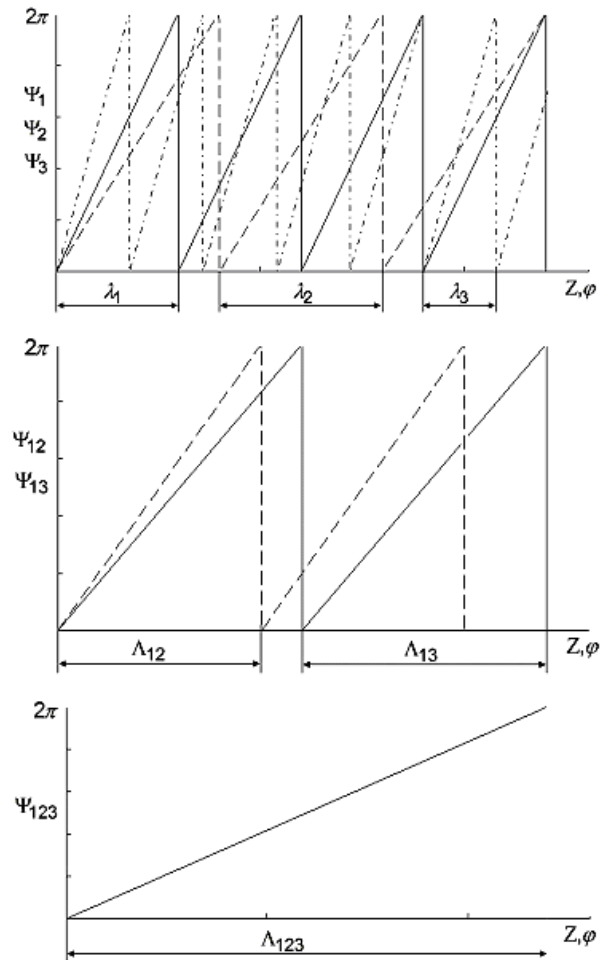 2π
Ψ₁
Ψ₂
Ψ₃
λ₁ λ₂ λ₃ Z,φ
2π
Ψ₁₂
Ψ₁₃
Λ₁₂ Λ₁₃ Z,φ
2π
Ψ₁₂₃
Λ₁₂₃ Z,φ